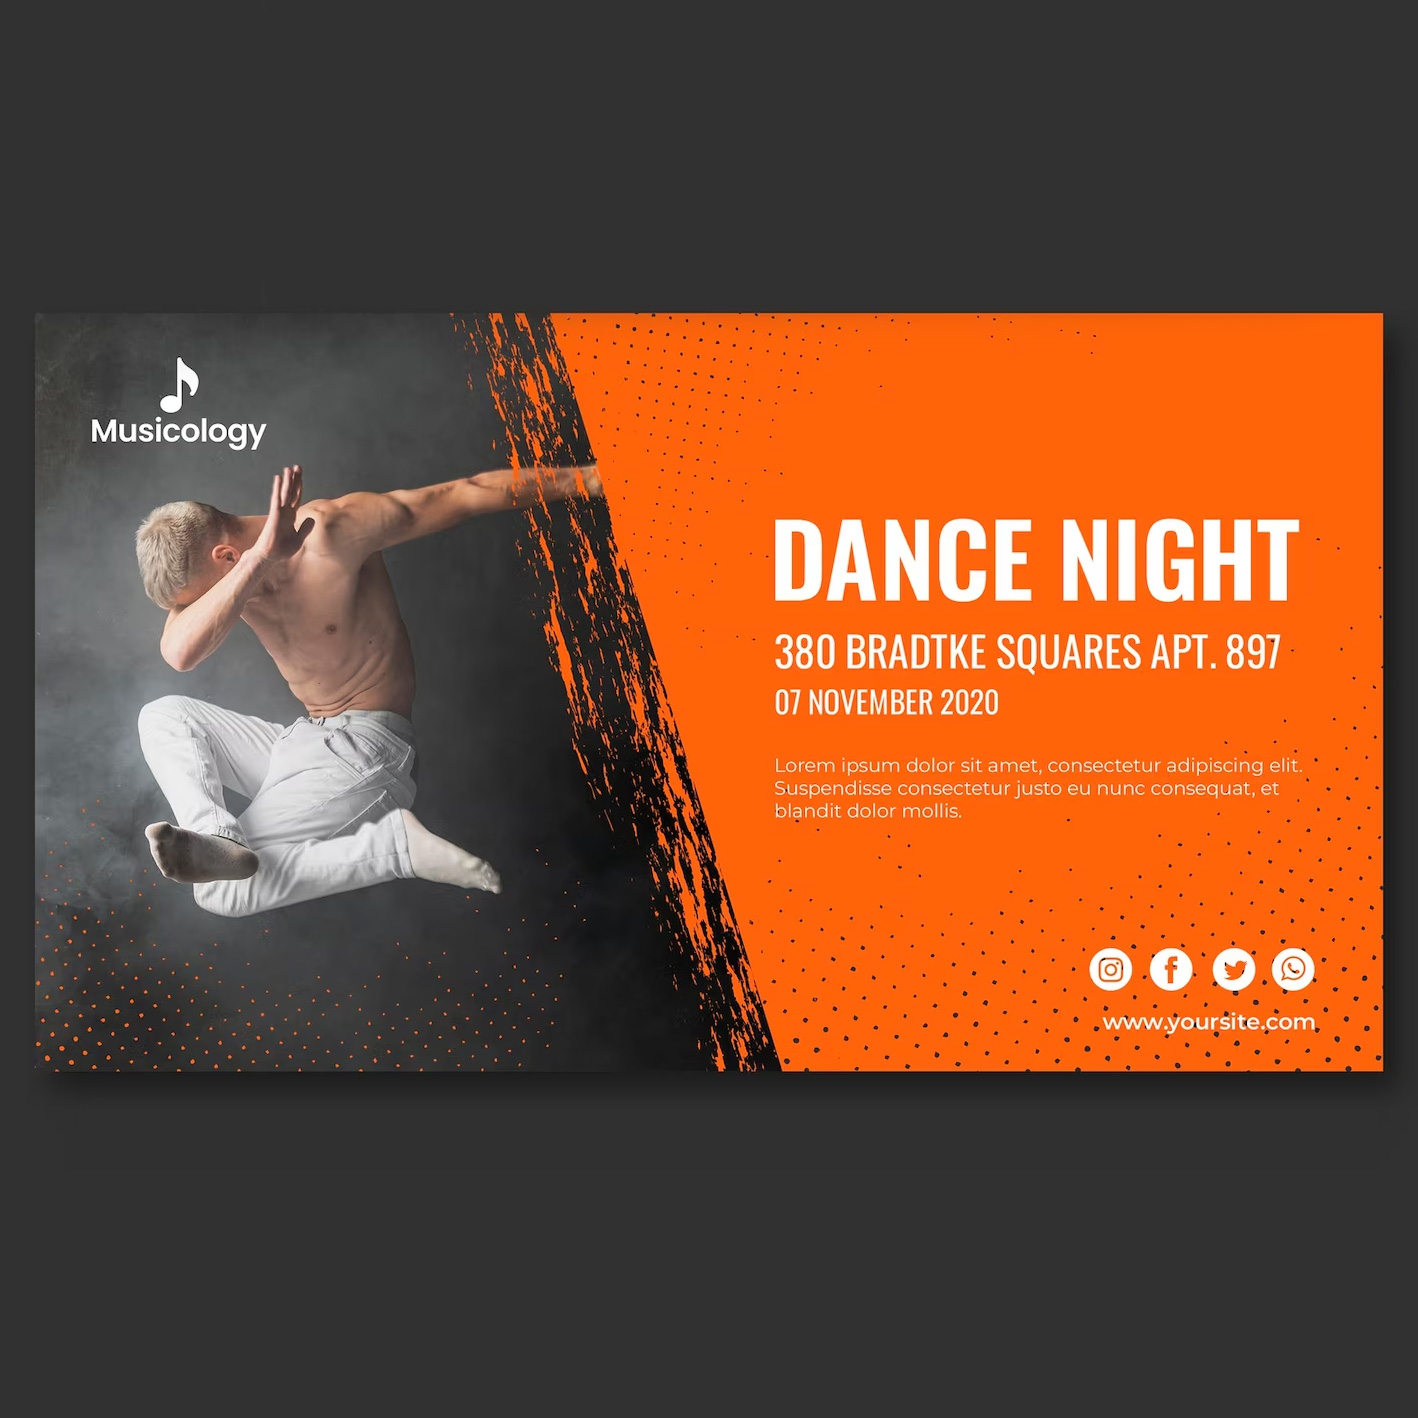 Musicology
DANCE NIGHT
380 BRADTKE SQUARES APT. 897
07 NOVEMBER 2020
Lorem ipsum dolor sit amet, consectetur adipiscing elit.
Suspendisse consectetur justo eu nunc consequat, et
blandit dolor mollis.
www.yoursite.com